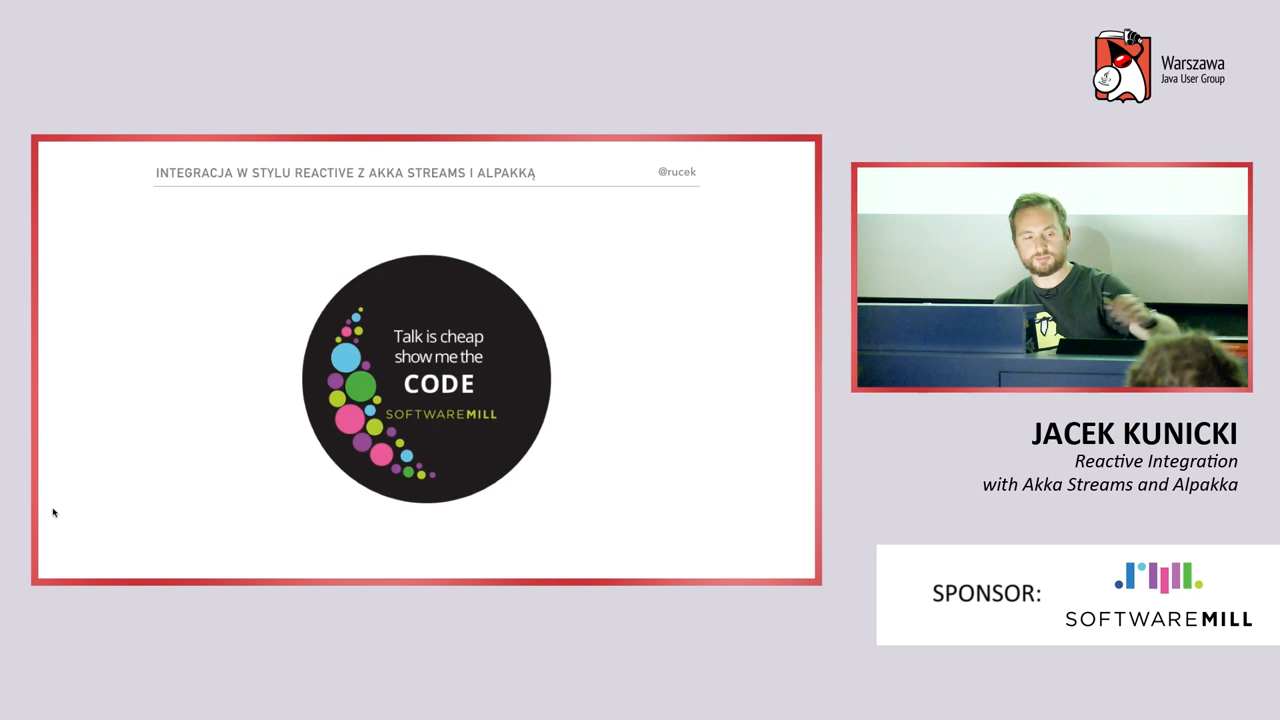 Warszawa
Java User Group
INTEGRACJA W STYLU REACTIVE Z AKKA STREAMS I ALPAKKĄ
@rucek
Talk is cheap
show me the
CODE
SOFTWAREMILL
JACEK KUNICKI
Reactive Integration
with Akka Streams and Alpakka
SPONSOR:
SOFTWAREMILL